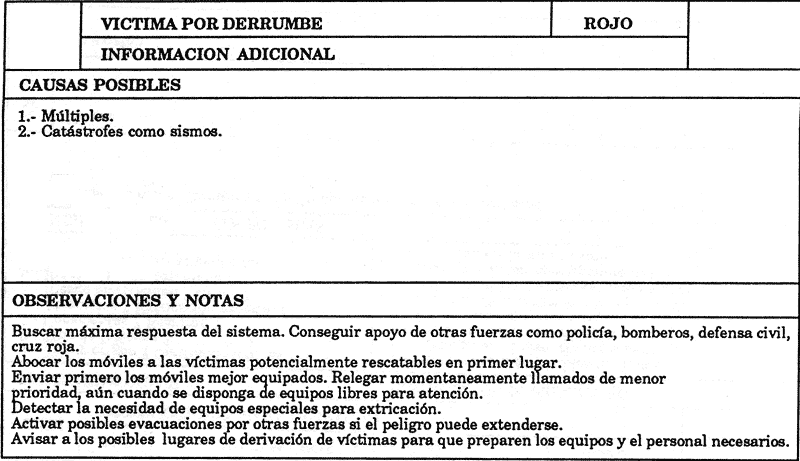 VICTIMA POR DERRUMBE
ROJO
INFORMACION ADICIONAL
CAUSAS POSIBLES
1.- Múltiples.
2.- Catástrofes como sismos.
OBSERVACIONES Y NOTAS
Buscar máxima respuesta del sistema. Conseguir apoyo de otras fuerzas como policía, bomberos, defensa civil,
cruz roja.
Abocar los móviles a las víctimas potencialmente rescatables en primer lugar.
Enviar primero los móviles mejor equipados. Relegar momentaneamente llamados de menor
prioridad, aún cuando se disponga de equipos libres para atención.
Detectar la necesidad de equipos especiales para extricación.
Activar posibles evacuaciones por otras fuerzas si el peligro puede extenderse.
Avisar a los posibles lugares de derivación de víctimas para que preparen los equipos y el personal necesarios.